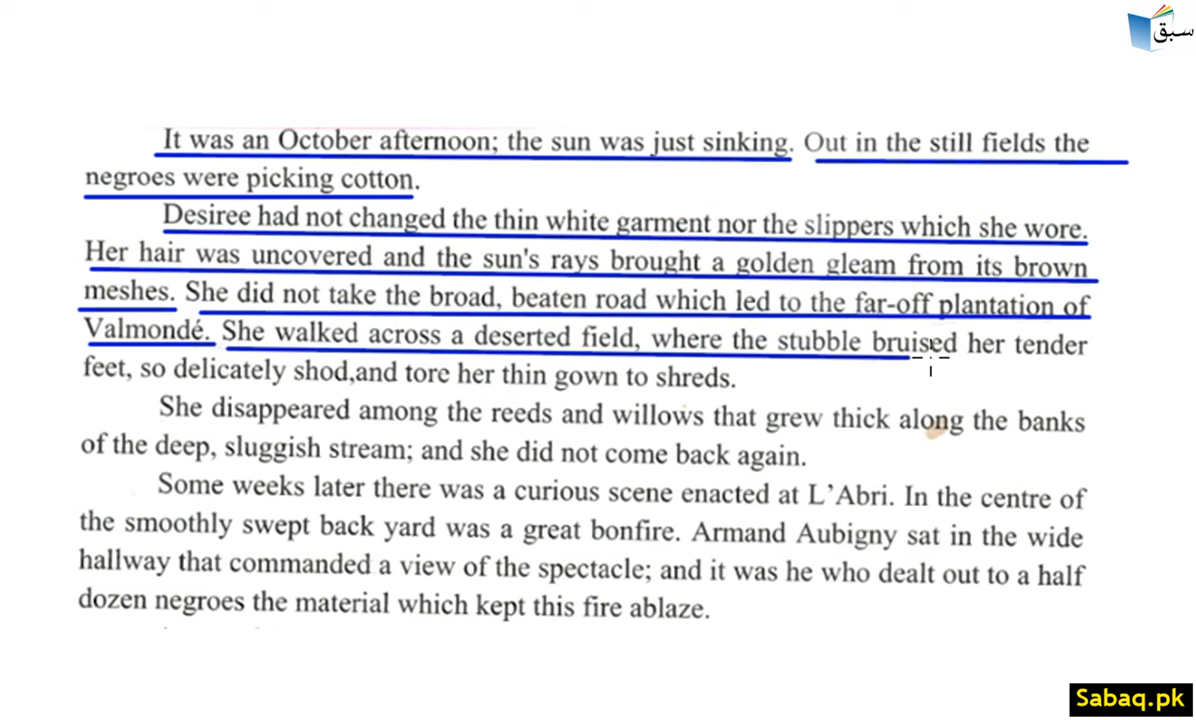 سبق
It was an October afternoon; the sun was just sinking. Out in the still fields the
negroes were picking cotton.
Desiree had not changed the thin white garment nor the slippers which she wore.
Her hair was uncovered and the sun's rays brought a golden gleam from its brown
meshes. She did not take the broad, beaten road which led to the far-off plantation of
Valmondé. She walked across a deserted field, where the stubble bruised her tender
feet, so delicately shod,and tore her thin gown to shreds.
She disappeared among the reeds and willows that grew thick along the banks
of the deep, sluggish stream; and she did not come back again.
Some weeks later there was a curious scene enacted at L’Abri. In the centre of
the smoothly swept back yard was a great bonfire. Armand Aubigny sat in the wide
hallway that commanded a view of the spectacle; and it was he who dealt out to a half
dozen negroes the material which kept this fire ablaze.
Sabaq.pk